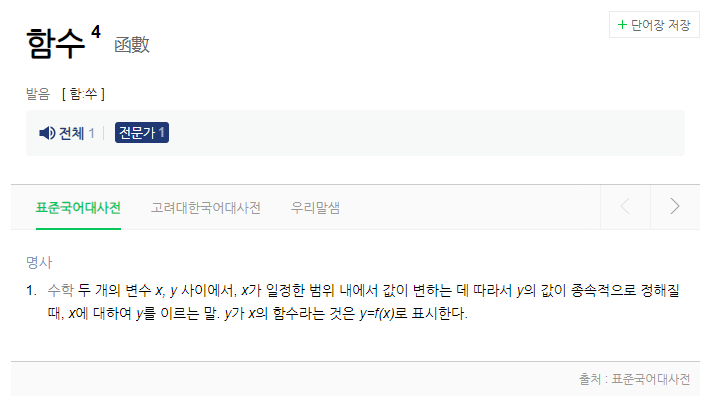 함수 4 函數
+ 단어장 저장
발음 [ 함ː쑤 ]
전체 1 전문가 1
표준국어대사전 고려대한국어대사전 우리말샘
명사
1. 수학 두 개의 변수 x, y 사이에서, x가 일정한 범위 내에서 값이 변하는 데 따라서 y의 값이 종속적으로 정해질
때, x에 대하여 y를 이르는 말. y가 x의 함수라는 것은 y=f(x)로 표시한다.
출처 : 표준국어대사전